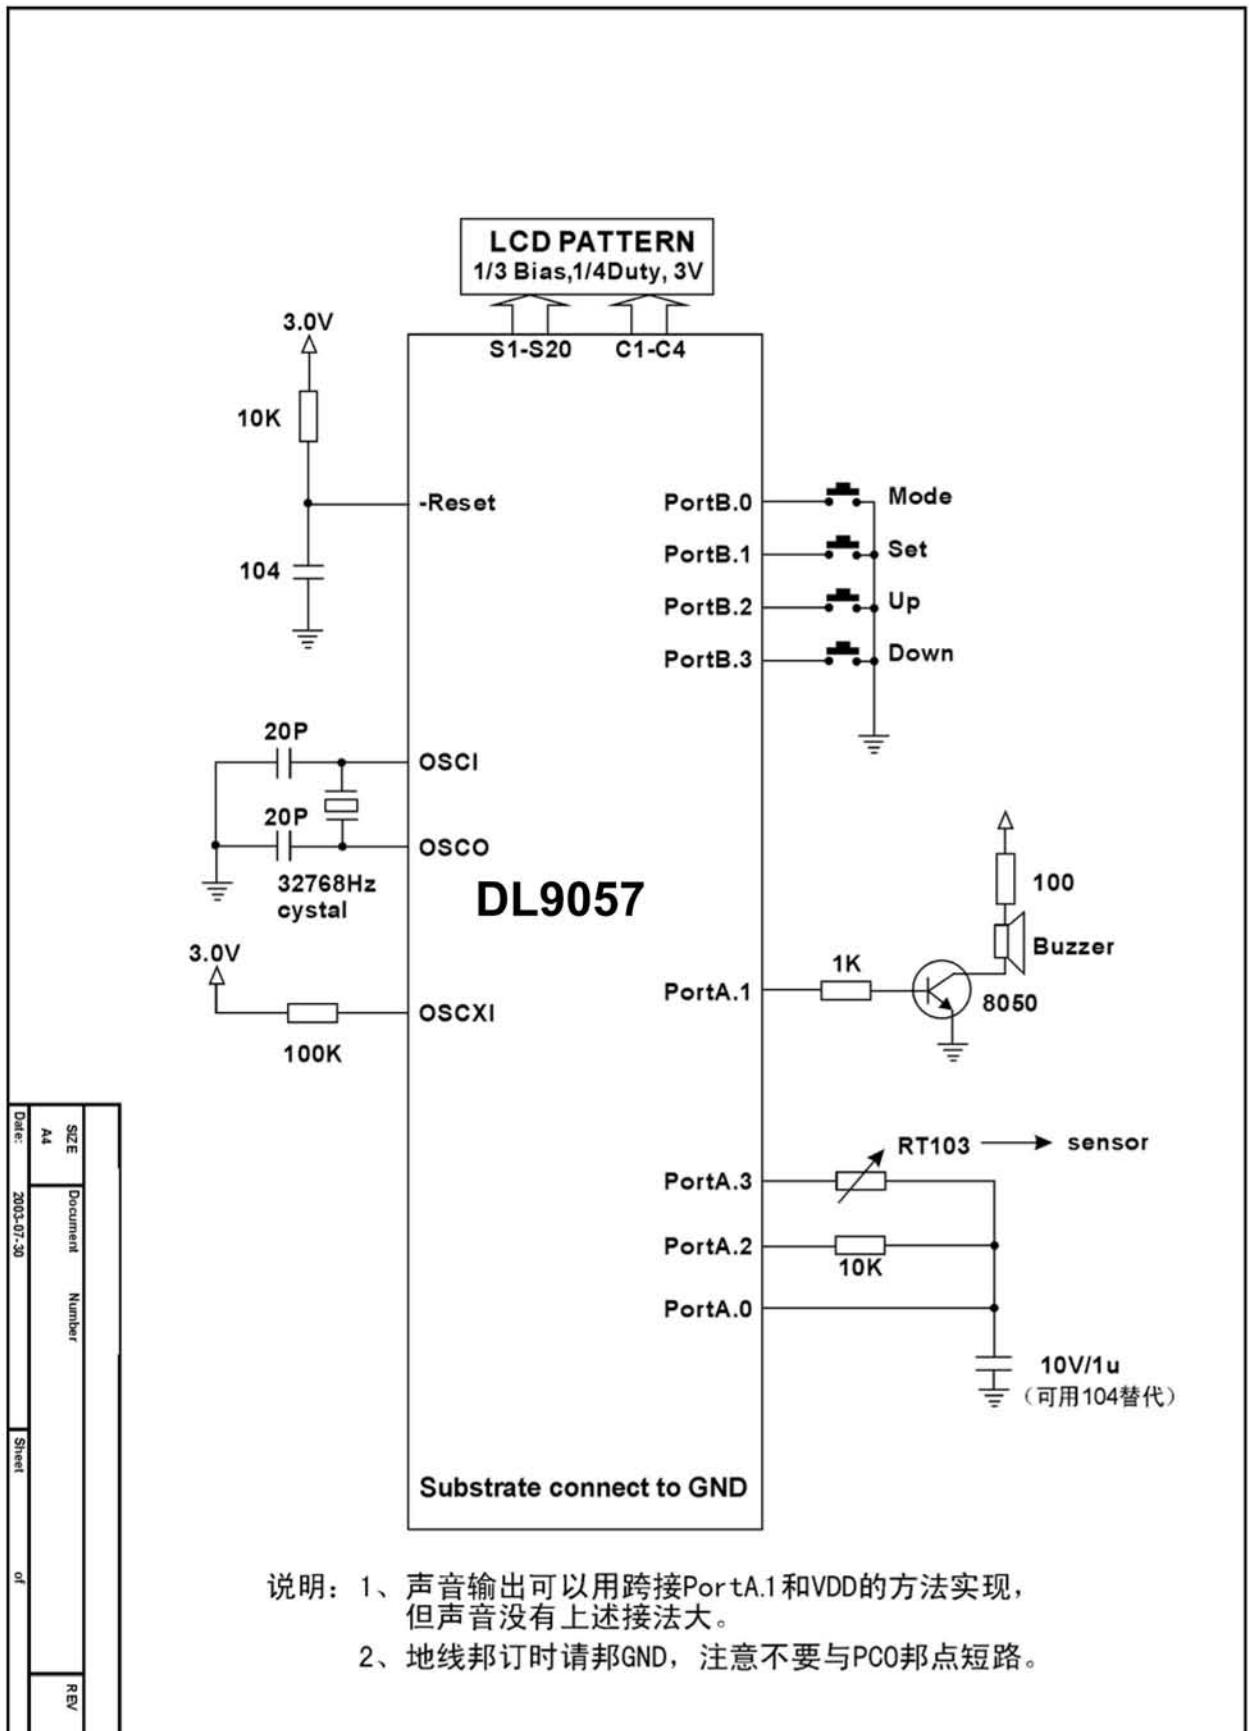 LCD PATTERN
1/3 Bias,1/4Duty, 3V
S1-S20 C1-C4
3.0V
10K
-Reset
104
PortB.0 Mode
PortB.1 Set
PortB.2 Up
PortB.3 Down
20P
OSCI
20P
OSCO
32768Hz
cystal
DL9057
3.0V
OSCXI
100K
100
Buzzer
1K
PortA.1
8050
RT103 sensor
PortA.3
PortA.2
10K
PortA.0
10V/1u
（可用104替代）
Substrate connect to GND
说明：1、声音输出可以用跨接PortA.1和VDD的方法实现，
但声音没有上述接法大。
2、地线邦订时请邦GND，注意不要与PC0邦点短路。
SIZE Document Number REV
A4
Date: 2003-07-30 Sheet of